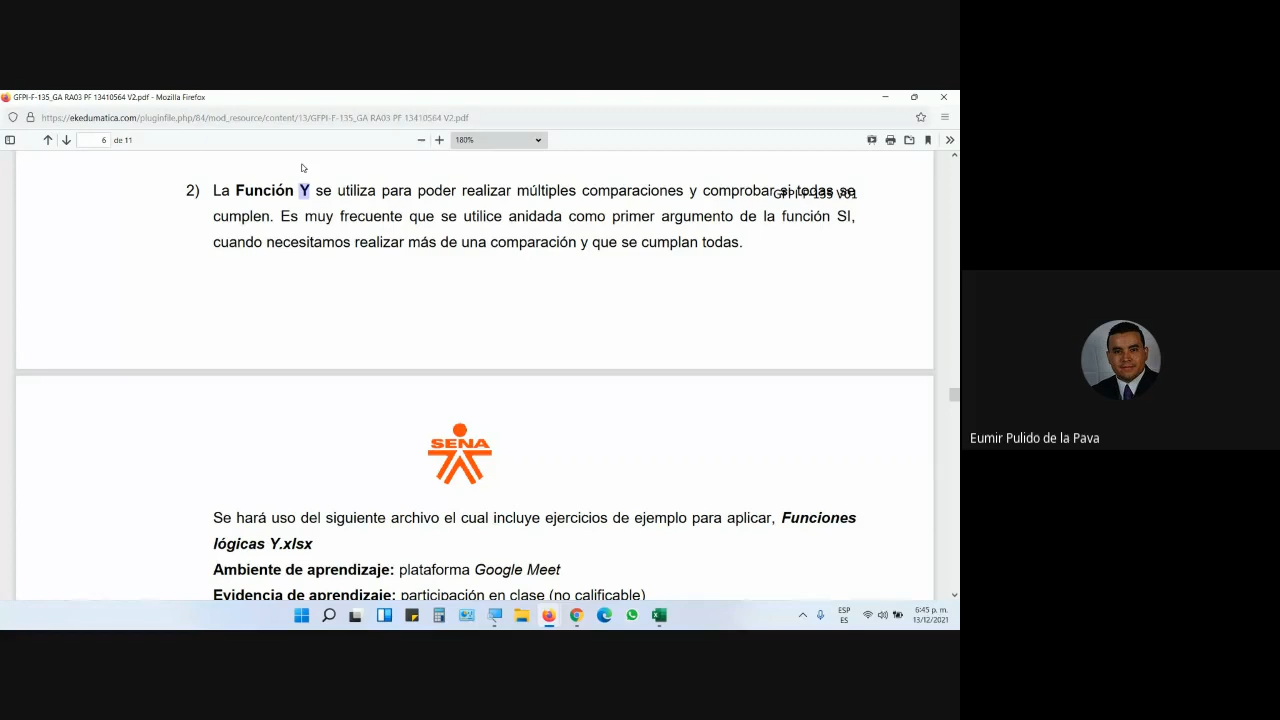 GFPI-F-135_GA RA03 PF 13410564 V2.pdf - Mozilla Firefox
https://ekedumatica.com/pluginfile.php/84/mod_resource/content/13/GFPI-F-135_GA RA03 PF 13410564 V2.pdf
6 de 11
180%
2) La Función Y se utiliza para poder realizar múltiples comparaciones y comprobar si todas se
GFPI-F-135 V01
cumplen. Es muy frecuente que se utilice anidada como primer argumento de la función SI,
cuando necesitamos realizar más de una comparación y que se cumplan todas.
SENA
Se hará uso del siguiente archivo el cual incluye ejercicios de ejemplo para aplicar, Funciones
lógicas Y.xlsx
Ambiente de aprendizaje: plataforma Google Meet
Evidencia de aprendizaje: participación en clase (no calificable)
Eumir Pulido de la Pava
ESP
ES
6:45 p. m.
13/12/2021